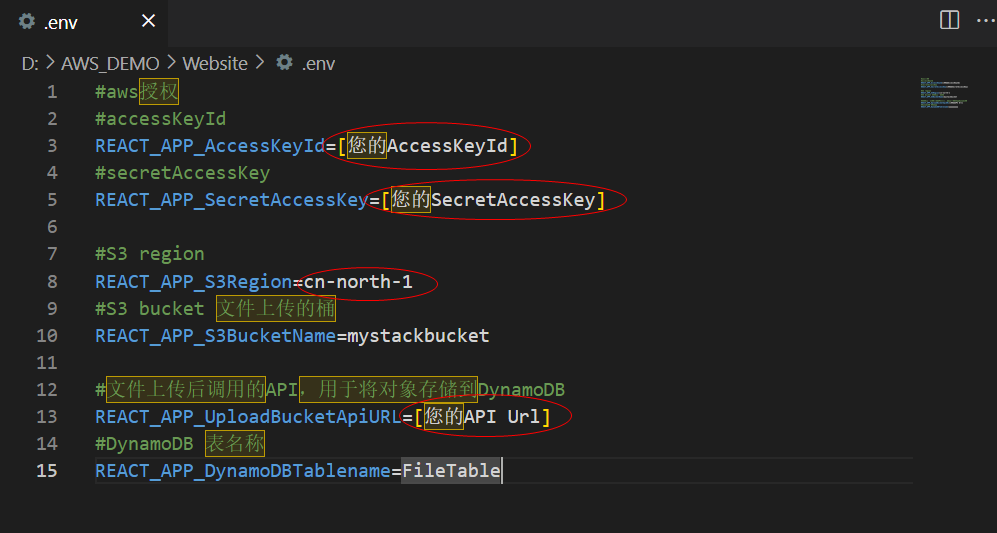 .env
D: > AWS_DEMO > Website > .env
1 #aws授权
2 #accessKeyId
3 REACT_APP_AccessKeyId=[您的AccessKeyId]
4 #secretAccessKey
5 REACT_APP_SecretAccessKey=[您的SecretAccessKey]
6
7 #S3 region
8 REACT_APP_S3Region=cn-north-1
9 #S3 bucket 文件上传的桶
10 REACT_APP_S3BucketName=mystackbucket
11
12 #文件上传后调用的API，用于将对象存储到DynamoDB
13 REACT_APP_UploadBucketApiURL=[您的API Url]
14 #DynamoDB 表名称
15 REACT_APP_DynamoDBTablename=FileTable